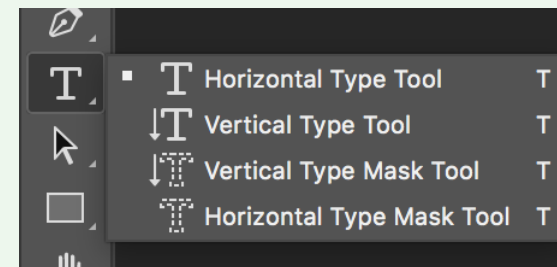 Horizontal Type Tool T
Vertical Type Tool T
Vertical Type Mask Tool T
Horizontal Type Mask Tool T